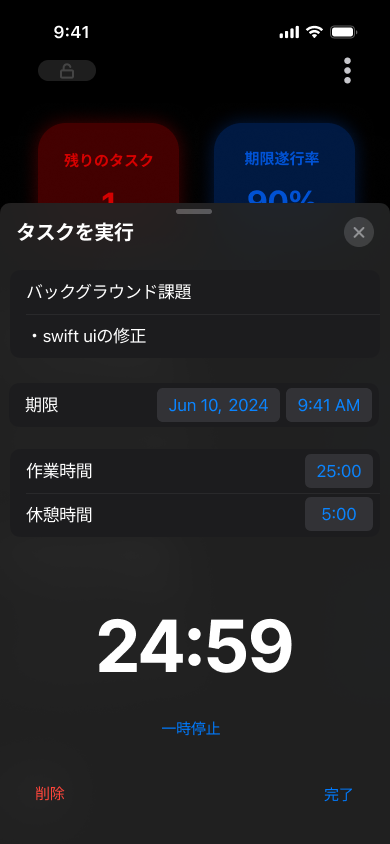 9:41
残りのタスク
期限遂行率
1
90%
タスクを実行
バックグラウンド課題
・swift uiの修正
期限 Jun 10, 2024 9:41 AM
作業時間 25:00
休憩時間 5:00
24:59
一時停止
削除 完了